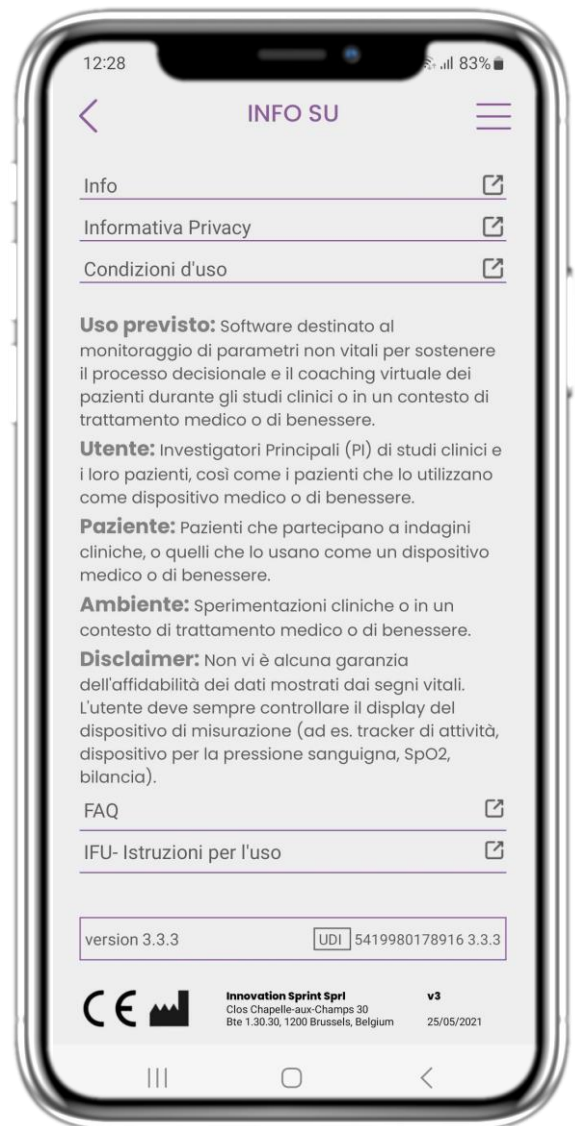 12:28
83%
INFO SU
Info
Informativa Privacy
Condizioni d'uso
Uso previsto: Software destinato al
monitoraggio di parametri non vitali per sostenere
il processo decisionale e il coaching virtuale dei
pazienti durante gli studi clinici o in un contesto di
trattamento medico o di benessere.
Utente: Investigatori Principali (PI) di studi clinici e
i loro pazienti, così come i pazienti che lo utilizzano
come dispositivo medico o di benessere.
Paziente: Pazienti che partecipano a indagini
cliniche, o quelli che lo usano come un dispositivo
medico o di benessere.
Ambiente: Sperimentazioni cliniche o in un
contesto di trattamento medico o di benessere.
Disclaimer: Non vi è alcuna garanzia
dell'affidabilità dei dati mostrati dai segni vitali.
L'utente deve sempre controllare il display del
dispositivo di misurazione (ad es. tracker di attività,
dispositivo per la pressione sanguigna, SpO2,
bilancia).
FAQ
IFU- Istruzioni per l'uso
version 3.3.3 UDI 5419980178916 3.3.3
CE
Innovation Sprint Sprl v3
Clos Chapelle-aux-Champs 30
Bte 1.30.30, 1200 Brussels, Belgium 25/05/2021